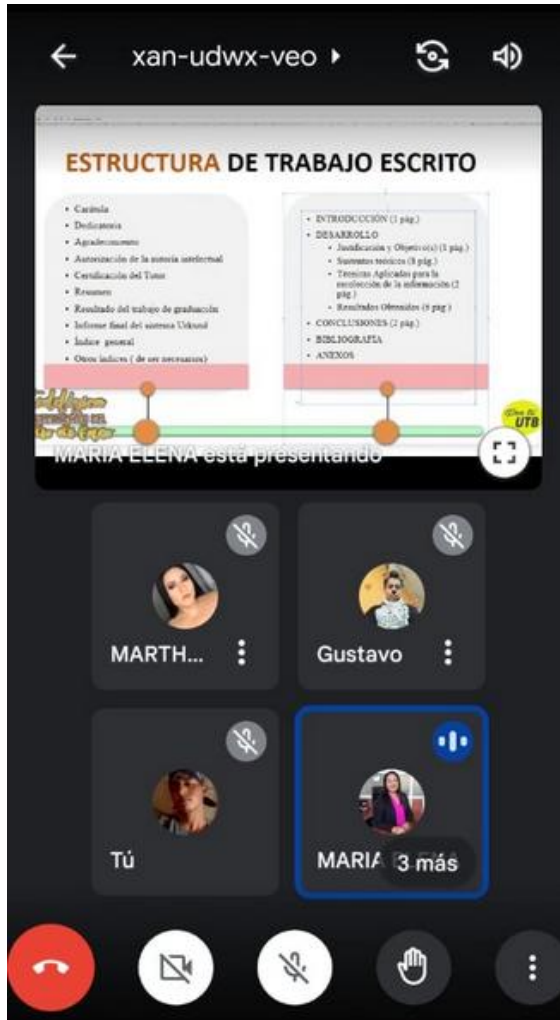 xan-udwx-veo
ESTRUCTURA DE TRABAJO ESCRITO
• Carátula
• Dedicatoria
• Agradecimiento
• Autorización de la autoría intelectual
• Certificación del Tutor
• Resumen
• Resultado del trabajo de graduación
• Informe final del sistema Urkund
• Índice general
• Otros índices ( de ser necesarios)
• INTRODUCCIÓN (1 pág.)
• DESARROLLO
• Justificación y Objetivo(s) (1 pág.)
• Sustentos teóricos (8 pág.)
• Técnicas Aplicadas para la
recolección de la información (2
pág.)
• Resultados Obtenidos (6 pág.)
• CONCLUSIONES (2 pág.)
• BIBLIOGRAFÍA
• ANEXOS
UTB
MARIA ELENA está presentando
MARTH...
Gustavo
Tú
MARIA
3 más